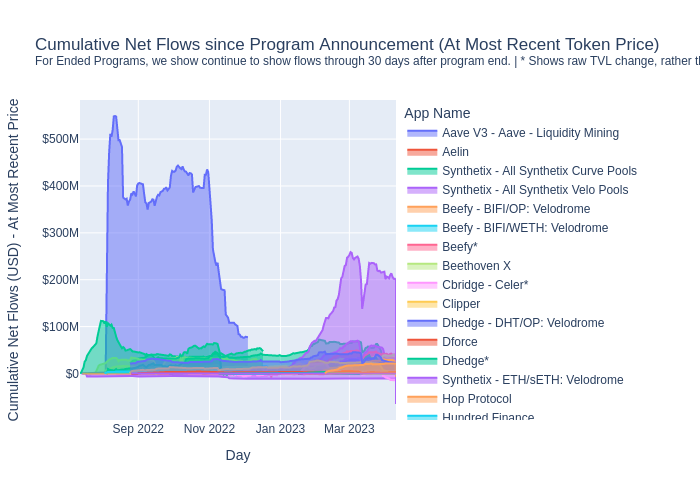 Cumulative Net Flows since Program Announcement (At Most Recent Token Price)
For Ended Programs, we show continue to show flows through 30 days after program end. | * Shows raw TVL change, rather
Cumulative Net Flows (USD) - At Most Recent Price
$500M
$400M
$300M
$200M
$100M
$0
Sep 2022
Nov 2022
Jan 2023
Mar 2023
Day
App Name
Aave V3 - Aave - Liquidity Mining
Aelin
Synthetix - All Synthetix Curve Pools
Synthetix - All Synthetix Velo Pools
Beefy - BIFI/OP: Velodrome
Beefy - BIFI/WETH: Velodrome
Beefy*
Beethoven X
Cbridge - Celer*
Clipper
Dhedge - DHT/OP: Velodrome
Dforce
Dhedge*
Synthetix - ETH/sETH: Velodrome
Hop Protocol
Hundred Finance